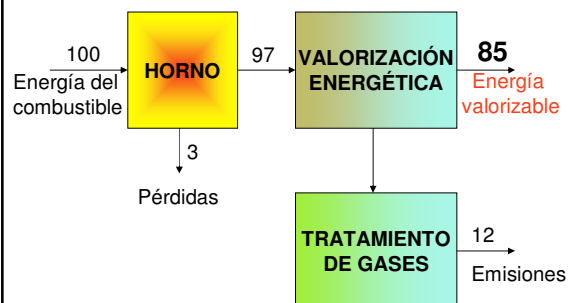 100
Energía del
combustible
HORNO
97
VALORIZACIÓN
ENERGÉTICA
85
Energía
valorizable
3
Pérdidas
TRATAMIENTO
DE GASES
12
Emisiones